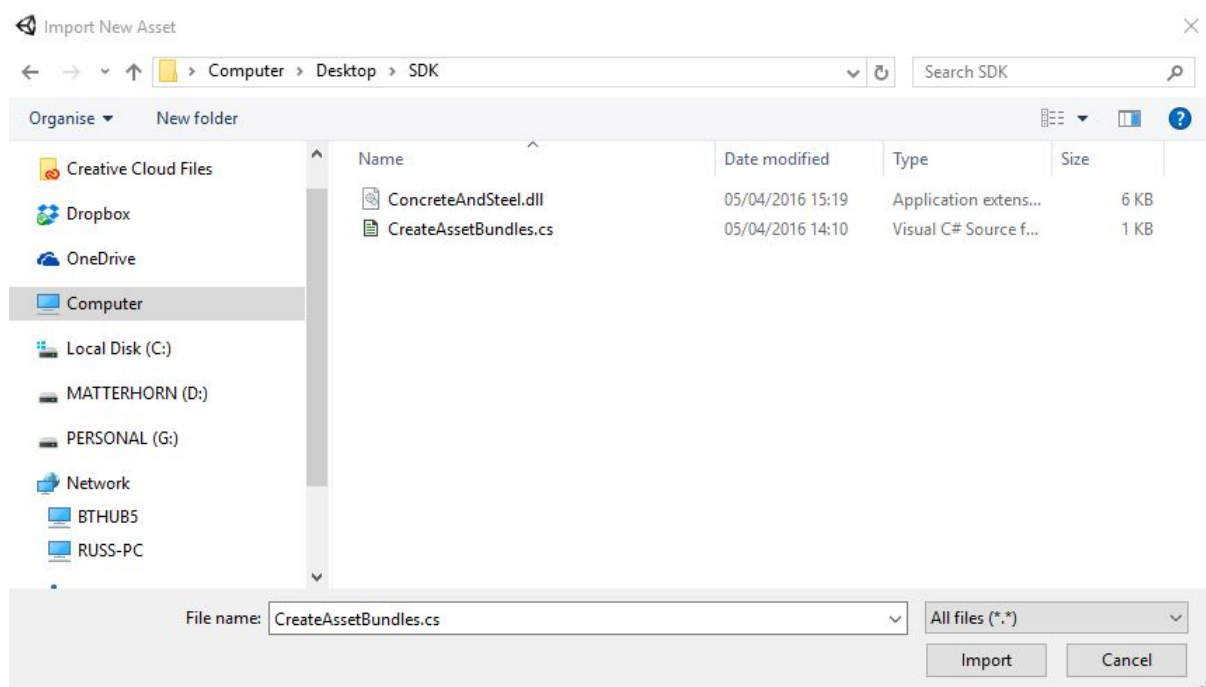 Import New Asset
Computer > Desktop > SDK
Search SDK
Organise
New folder
Creative Cloud Files
Dropbox
OneDrive
Computer
Local Disk (C:)
MATTERHORN (D:)
PERSONAL (G:)
Network
BTHUB5
RUSS-PC
Name Date modified Type Size
ConcreteAndSteel.dll 05/04/2016 15:19 Application extens... 6 KB
CreateAssetBundles.cs 05/04/2016 14:10 Visual C# Source f... 1 KB
File name: CreateAssetBundles.cs
All files (*.*)
Import Cancel